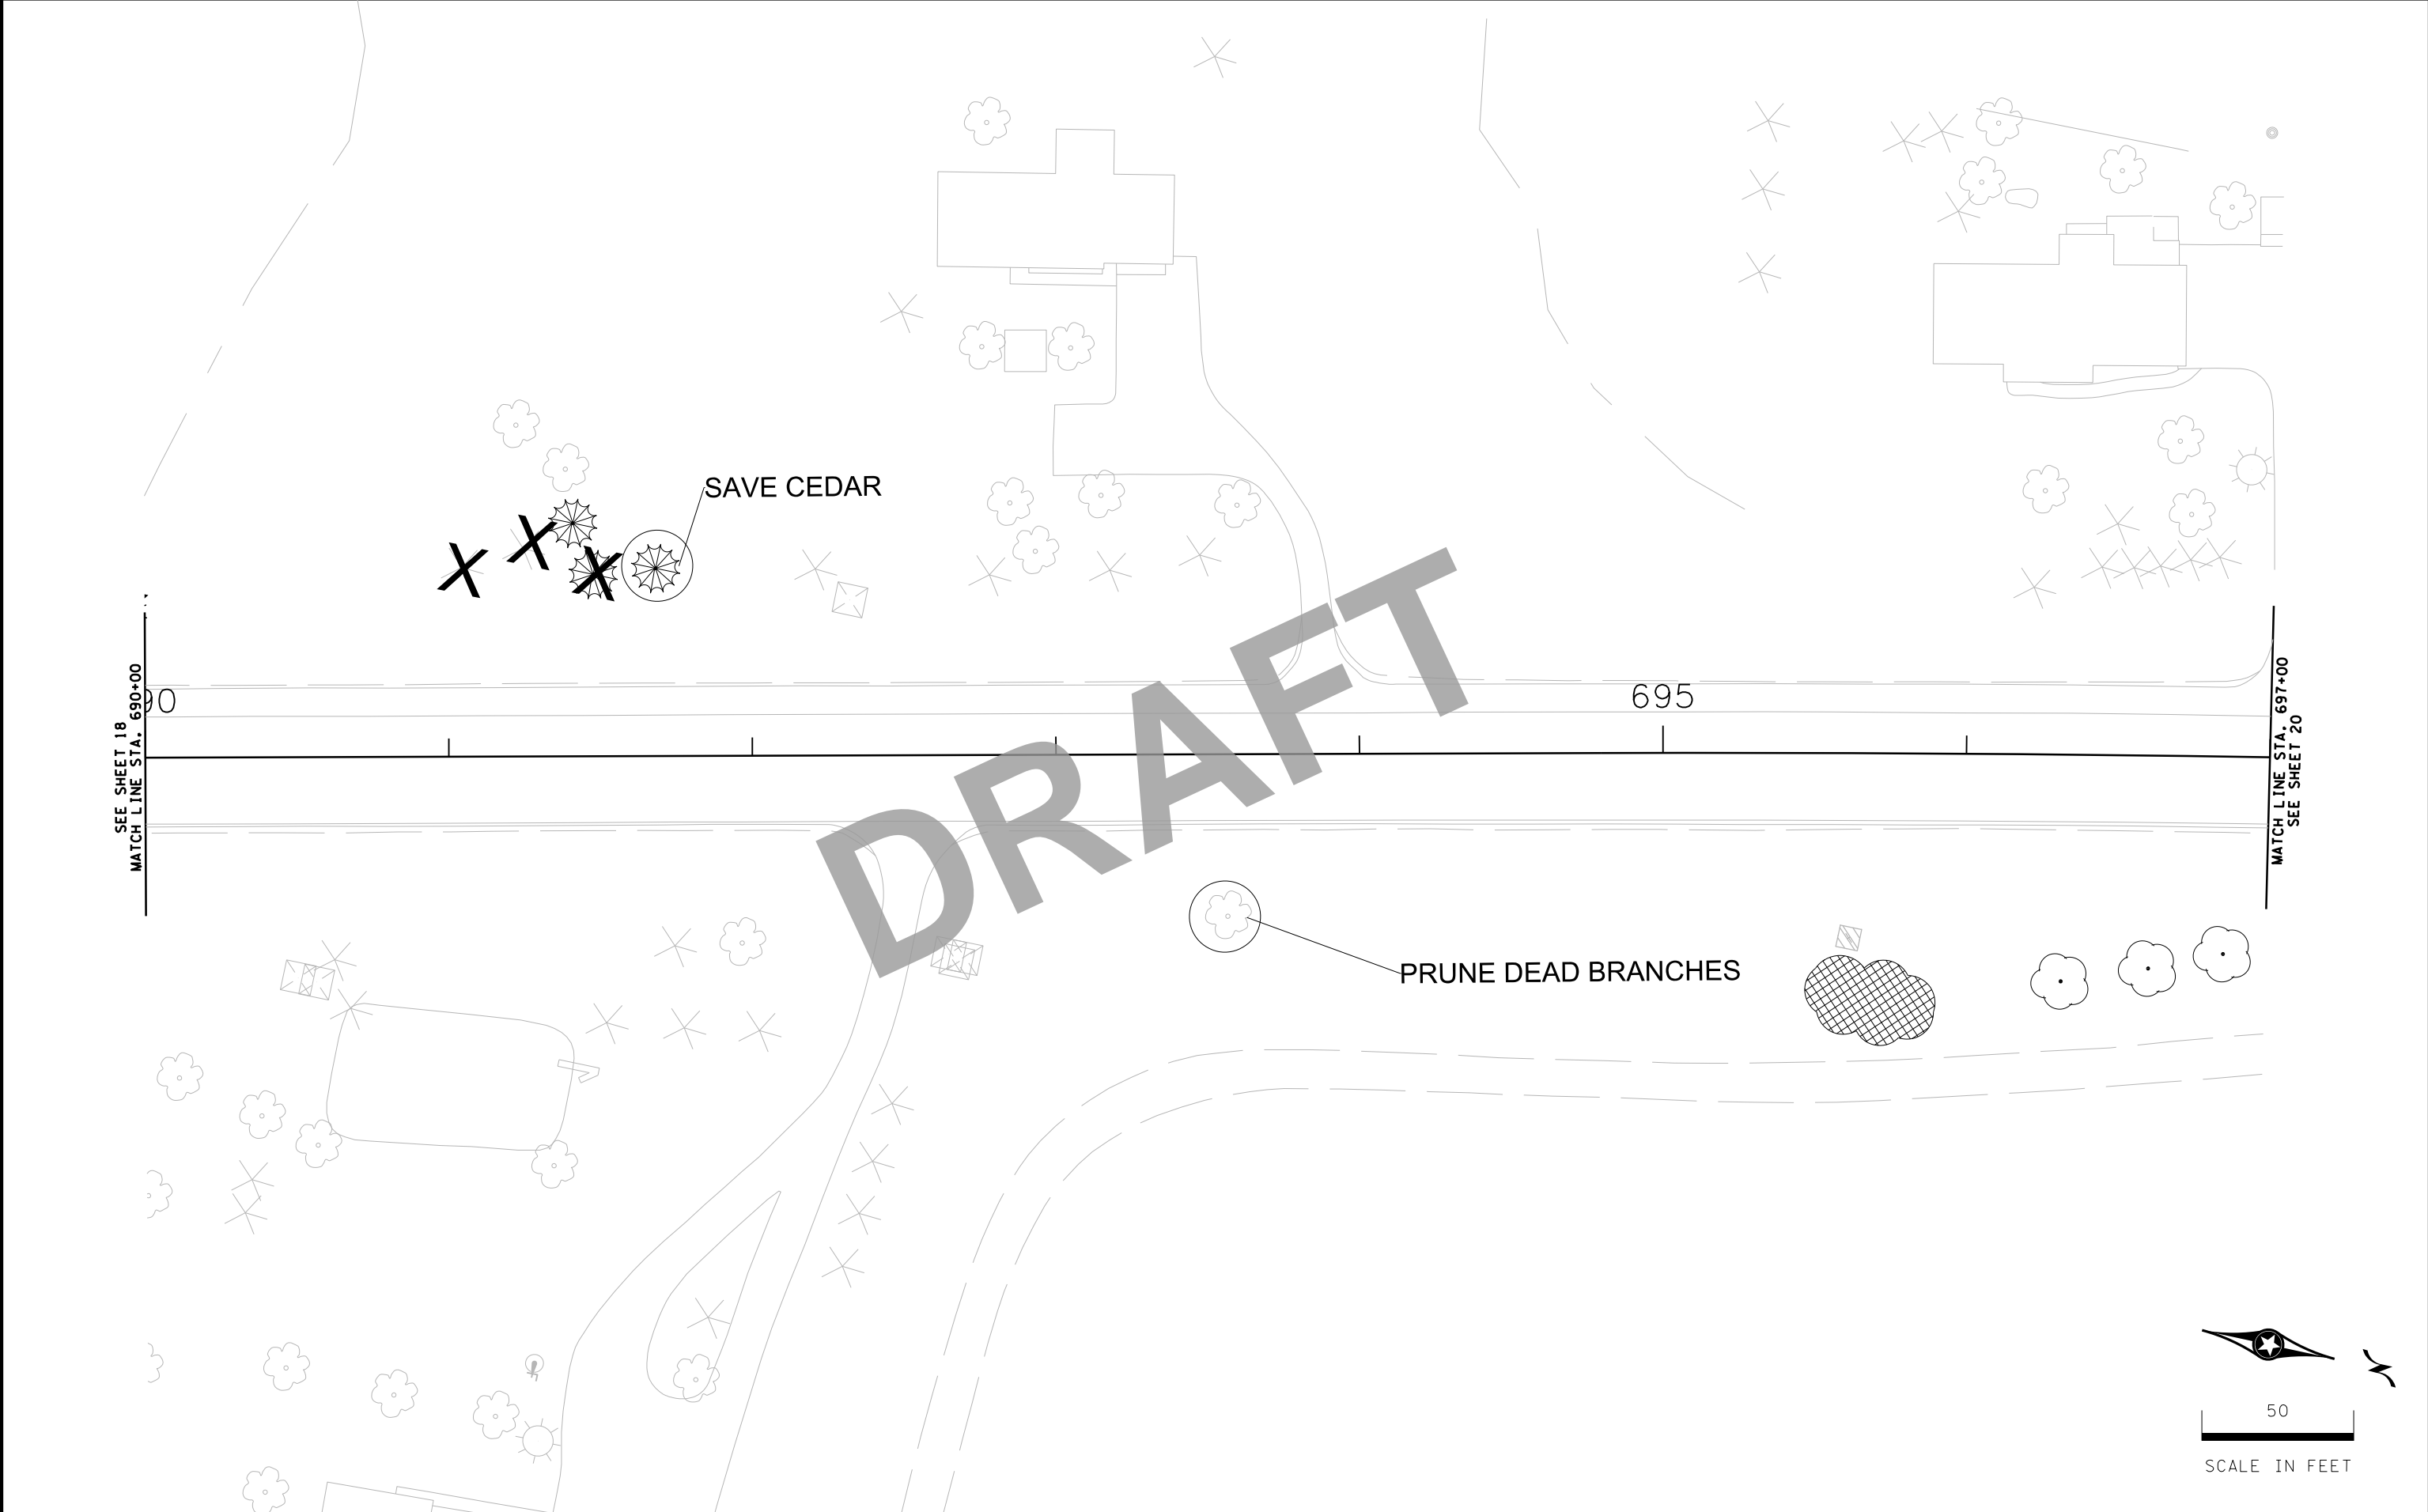 SAVE CEDAR
SEE SHEET 18
MATCH LINE STA. 690+00
90
695
MATCH LINE STA. 697+00
SEE SHEET 20
DRAFT
PRUNE DEAD BRANCHES
N
50
SCALE IN FEET